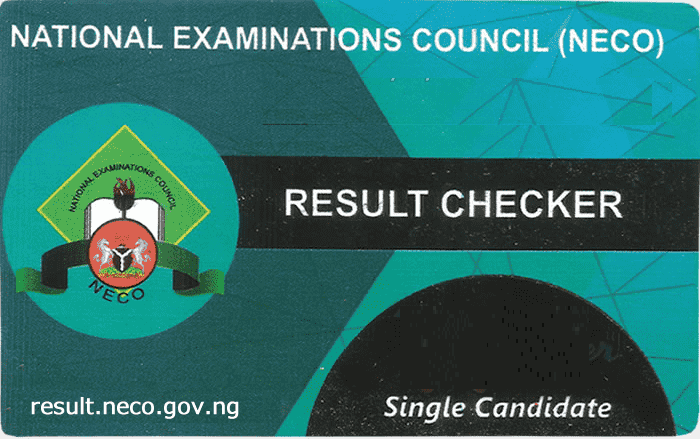 NATIONAL EXAMINATIONS COUNCIL (NECO)
NATIONAL EXAMINATIONS COUNCIL
NECO
RESULT CHECKER
Single Candidate
result.neco.gov.ng